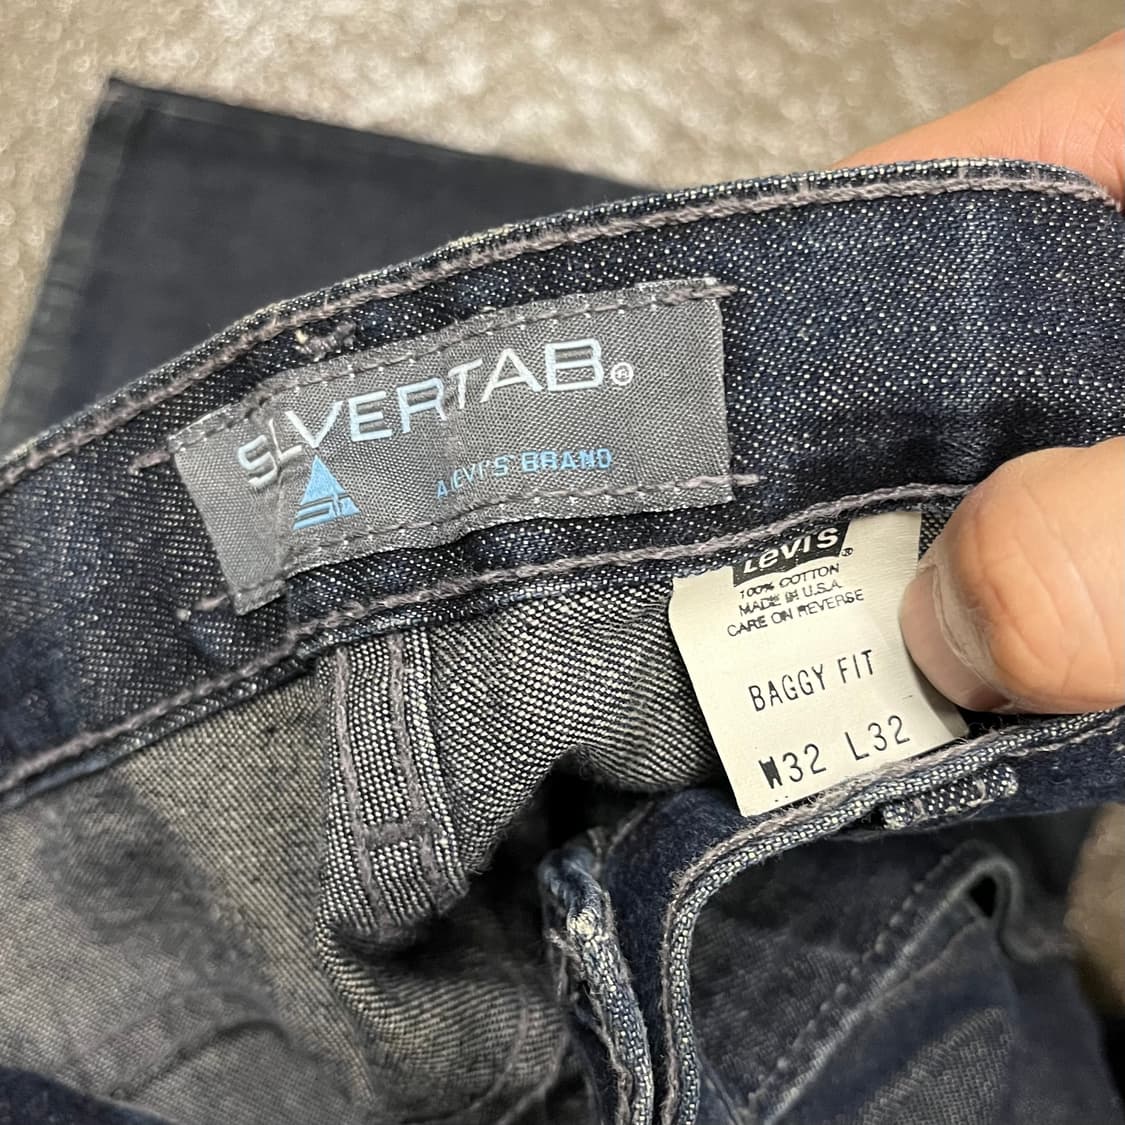 SILVERTAB®
A LEVI'S BRAND
Levi's®
100% COTTON
MADE IN U.S.A.
CARE ON REVERSE
BAGGY FIT
W32 L32